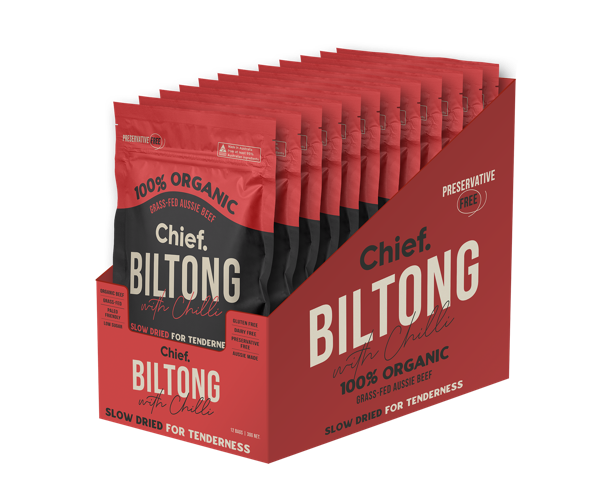 PRESERVATIVE FREE
100% ORGANIC
GRASS-FED AUSSIE BEEF
Chief.
BILTONG
with Chilli
SLOW DRIED FOR TENDERNE
ORGANIC BEEF
GRASS-FED
PALEO FRIENDLY
LOW SUGAR
GLUTEN FREE
DAIRY FREE
PRESERVATIVE FREE
AUSSIE MADE
Chief.
BILTONG
with Chilli
SLOW DRIED FOR TENDERNESS
PRESERVATIVE
FREE
Chief.
BILTONG
with Chilli
100% ORGANIC
GRASS-FED AUSSIE BEEF
SLOW DRIED FOR TENDERNESS